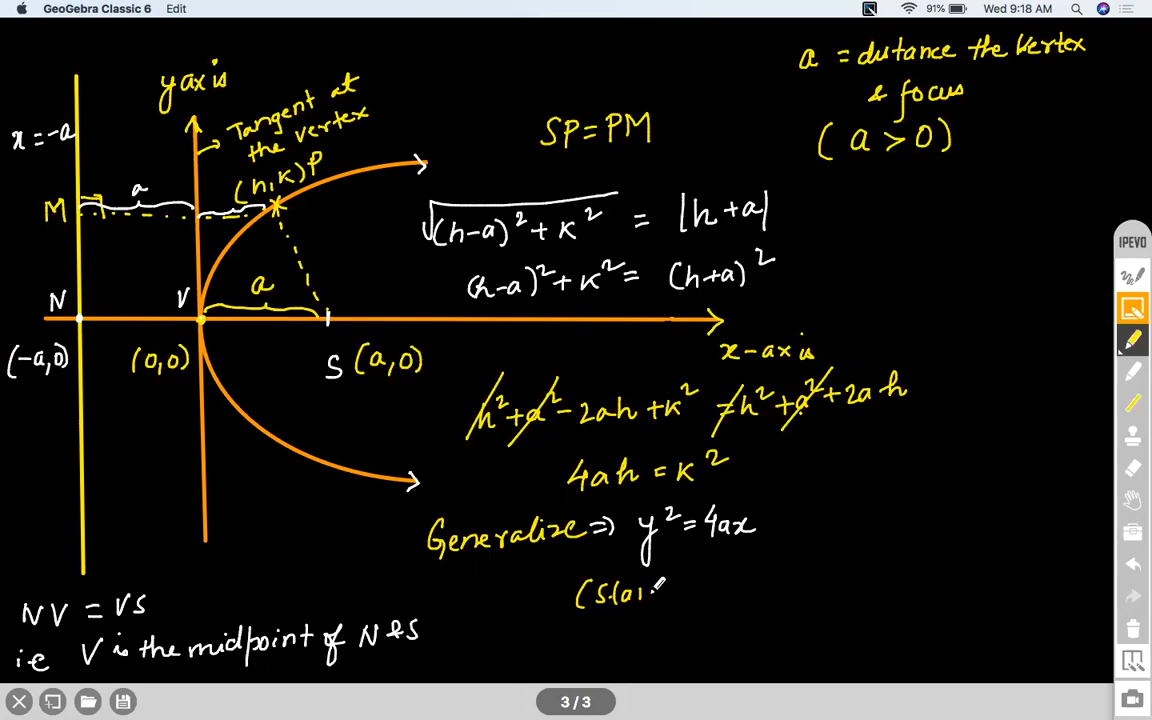 GeoGebra Classic 6 Edit
91% Wed 9:18 AM
a = distance the vertex
& focus
(a > 0)
y axis
Tangent at
the vertex
x = -a
SP = PM
(h,k) P
a
M
√(h-a)² + k² = |h+a|
(h-a)² + k² = (h+a)²
a
N
V
(-a,0)
(0,0)
S (a,0)
x-axis
h² + a² - 2ah + k² = h² + a² + 2ah
4ah = k²
Generalize ⇒ y² = 4ax
(S(a,
NV = VS
i.e V is the midpoint of N & S
IPEVO
3/3